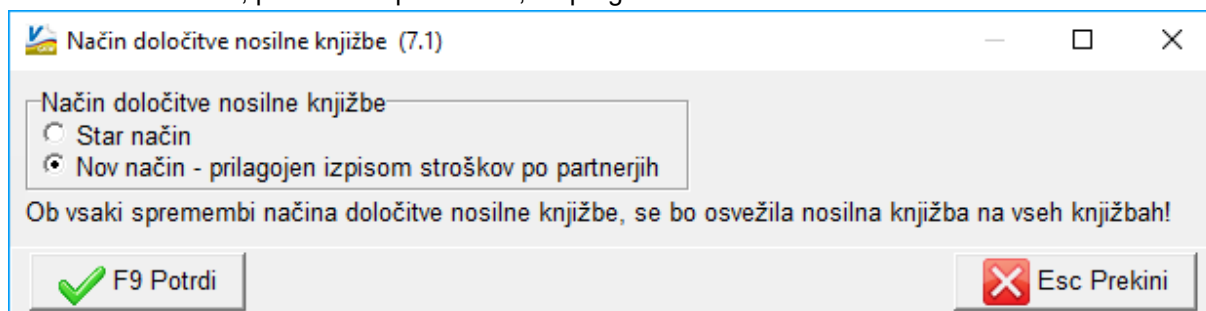 Način določitve nosilne knjižbe (7.1)
Način določitve nosilne knjižbe
Star način
Nov način - prilagojen izpisom stroškov po partnerjih
Ob vsaki spremembi načina določitve nosilne knjižbe, se bo osvežila nosilna knjižba na vseh knjižbah!
F9 Potrdi
Esc Prekini